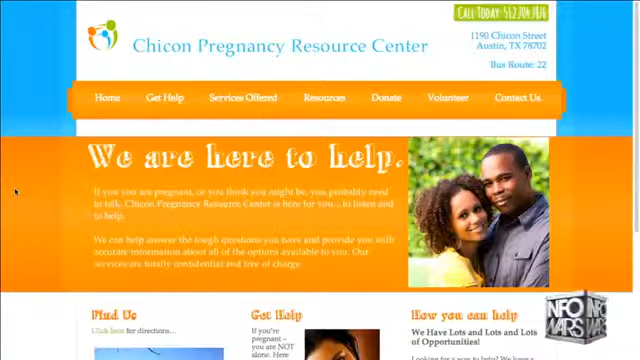 Call Today: 512.704.7876
Chicon Pregnancy Resource Center
1190 Chicon Street
Austin, TX 78702
Bus Route: 22
Home Get Help Services Offered Resources Donate Volunteer Contact Us
We are here to help.
If you you are pregnant, or you think you might be, you probably need
to talk. Chicon Pregnancy Resource Center is here for you...to listen and
to help.
We can help answer the tough questions you have and provide you with
accurate information about all of the options available to you. Our
services are totally confidential and free of charge
Find Us
Click here for directions...
Get Help
If you're
pregnant –
you are NOT
alone. Here
How you can help
We Have Lots and Lots and Lots
of Opportunities!
Looking for a way to help? We have a
INFO
WARS